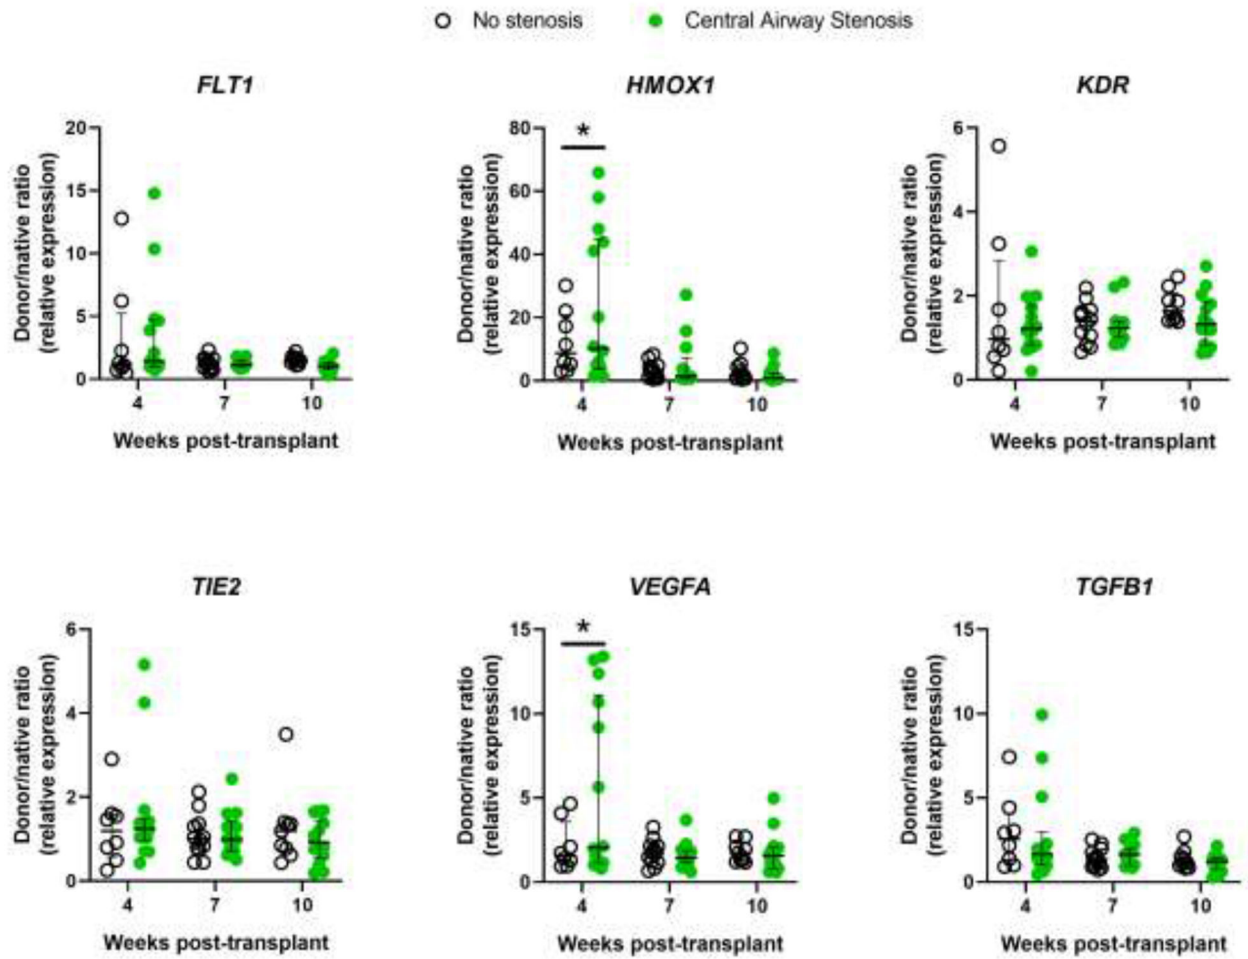 No stenosis Central Airway Stenosis
FLT1 HMOX1 KDR
Donor/native ratio
(relative expression)
20
15
10
5
0
4 7 10
Weeks post-transplant
*
Donor/native ratio
(relative expression)
80
60
40
20
0
4 7 10
Weeks post-transplant
Donor/native ratio
(relative expression)
6
4
2
0
4 7 10
Weeks post-transplant
TIE2 VEGFA TGFB1
Donor/native ratio
(relative expression)
6
4
2
0
4 7 10
Weeks post-transplant
*
Donor/native ratio
(relative expression)
15
10
5
0
4 7 10
Weeks post-transplant
Donor/native ratio
(relative expression)
15
10
5
0
4 7 10
Weeks post-transplant